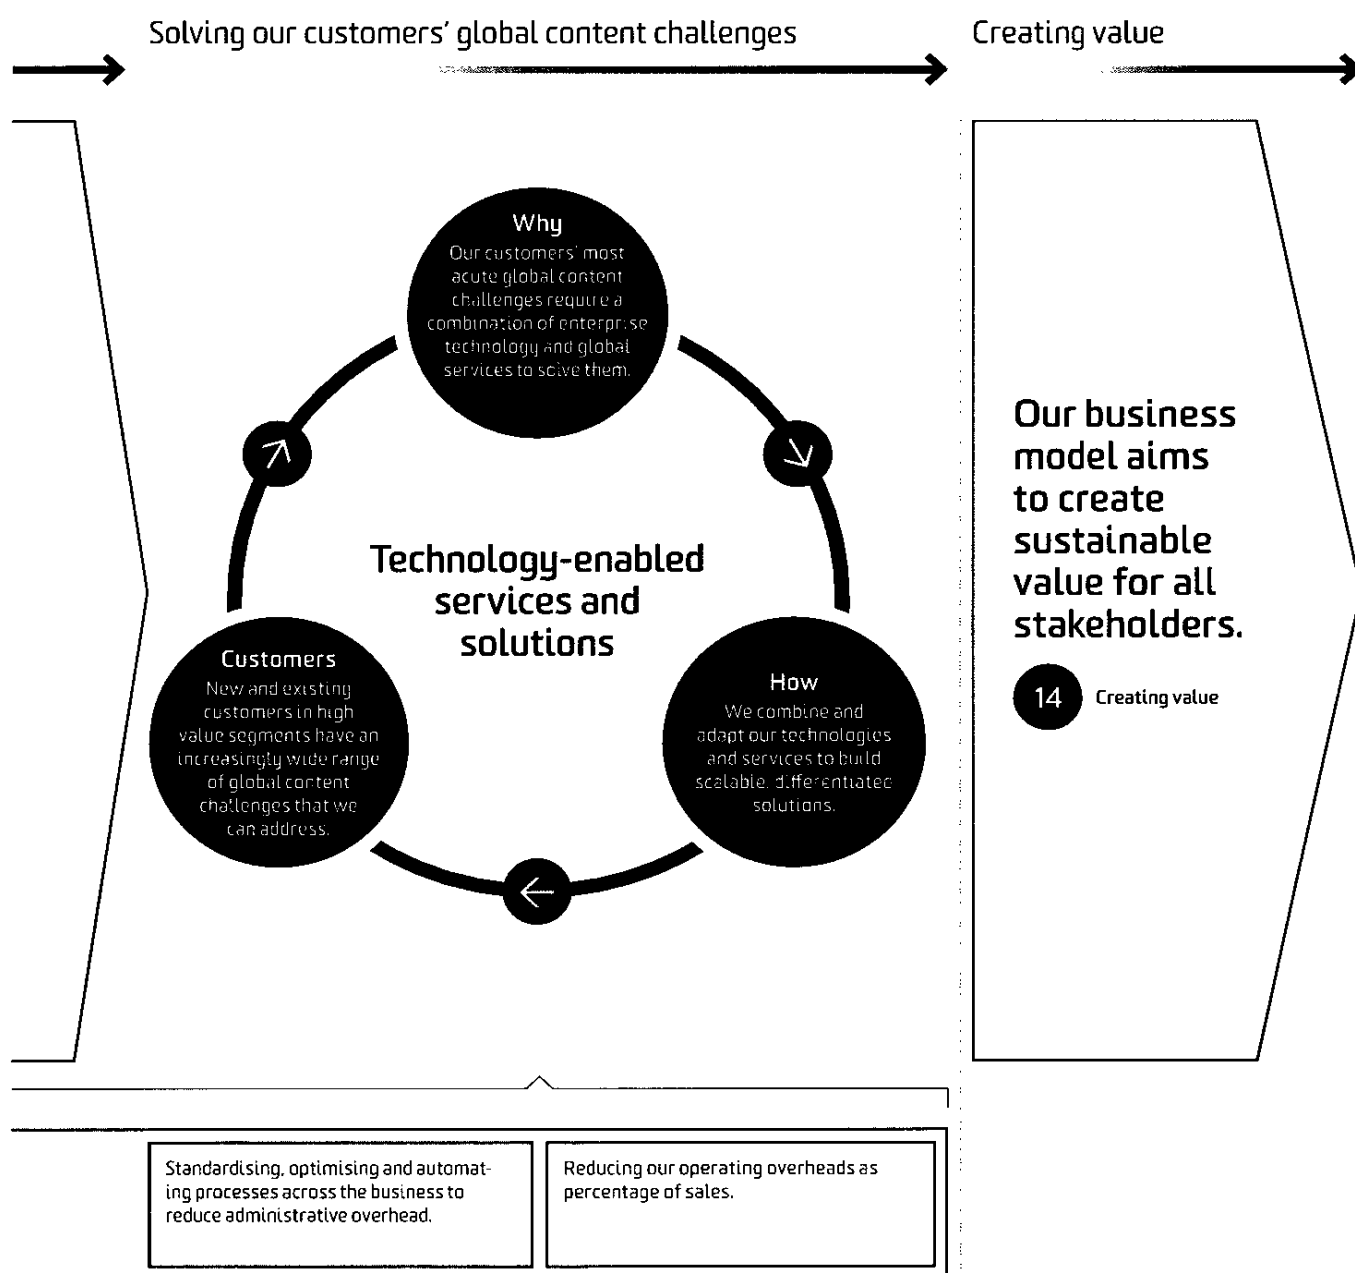 Solving our customers' global content challenges
Creating value
Why
Our customers' most
acute global content
challenges require a
combination of enterprise
technology and global
services to solve them.
Technology-enabled
services and
solutions
Customers
New and existing
customers in high
value segments have an
increasingly wide range
of global content
challenges that we
can address.
How
We combine and
adapt our technologies
and services to build
scalable, differentiated
solutions.
Our business
model aims
to create
sustainable
value for all
stakeholders.
14 Creating value
Standardising, optimising and automat-
ing processes across the business to
reduce administrative overhead.
Reducing our operating overheads as
percentage of sales.